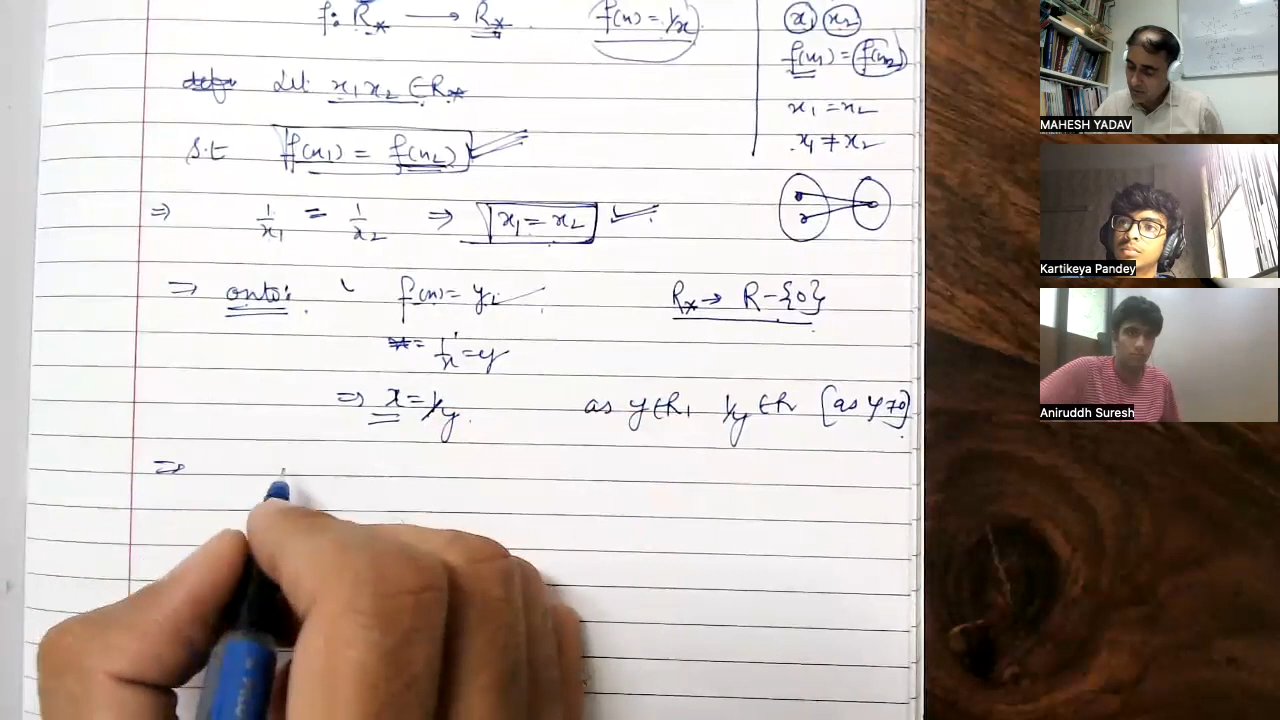 f: R* → R* f(x) = 1/x
Let x₁ x₂ ∈ R*
s.t f(x₁) = f(x₂)
⇒ 1/x₁ = 1/x₂ ⇒ x₁ = x₂
⇒ onto: f(x) = y R* → R - {0}
= 1/x = y
⇒ x = 1/y. as y ∈ R, 1/y ∈ R [as y≠0]
⇒
x₁ x₂
f(x₁) = f(x₂)
x₁ = x₂
x₁ ≠ x₂
MAHESH YADAV
Kartikeya Pandey
Aniruddh Suresh